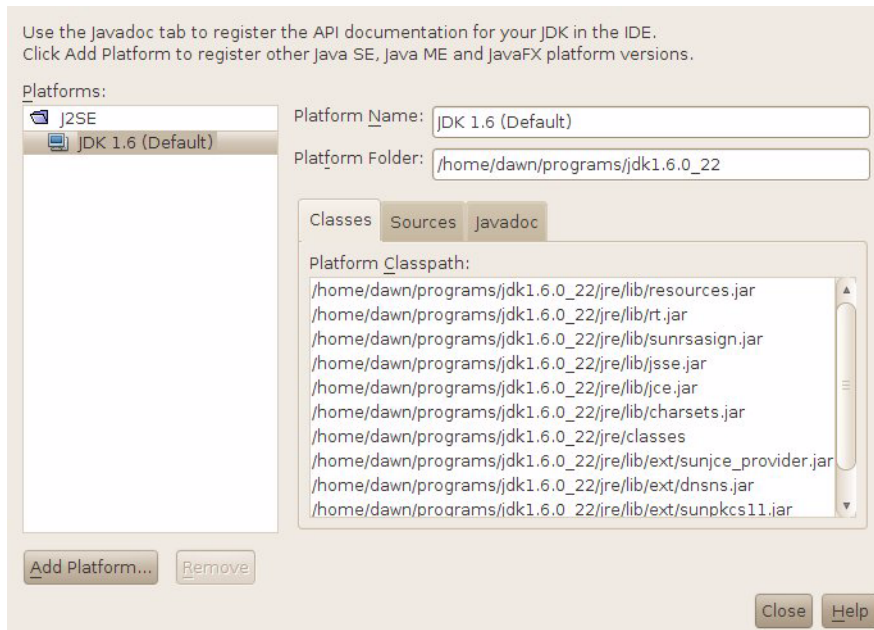 Use the Javadoc tab to register the API documentation for your JDK in the IDE.
Click Add Platform to register other Java SE, Java ME and JavaFX platform versions.
Platforms:
J2SE
JDK 1.6 (Default)
Platform Name: JDK 1.6 (Default)
Platform Folder: /home/dawn/programs/jdk1.6.0_22
Classes Sources Javadoc
Platform Classpath:
/home/dawn/programs/jdk1.6.0_22/jre/lib/resources.jar
/home/dawn/programs/jdk1.6.0_22/jre/lib/rt.jar
/home/dawn/programs/jdk1.6.0_22/jre/lib/sunrsasign.jar
/home/dawn/programs/jdk1.6.0_22/jre/lib/jsse.jar
/home/dawn/programs/jdk1.6.0_22/jre/lib/jce.jar
/home/dawn/programs/jdk1.6.0_22/jre/lib/charsets.jar
/home/dawn/programs/jdk1.6.0_22/jre/classes
/home/dawn/programs/jdk1.6.0_22/jre/lib/ext/sunjce_provider.jar
/home/dawn/programs/jdk1.6.0_22/jre/lib/ext/dnsns.jar
/home/dawn/programs/jdk1.6.0_22/jre/lib/ext/sunpkcs11.jar
Add Platform... Remove
Close Help